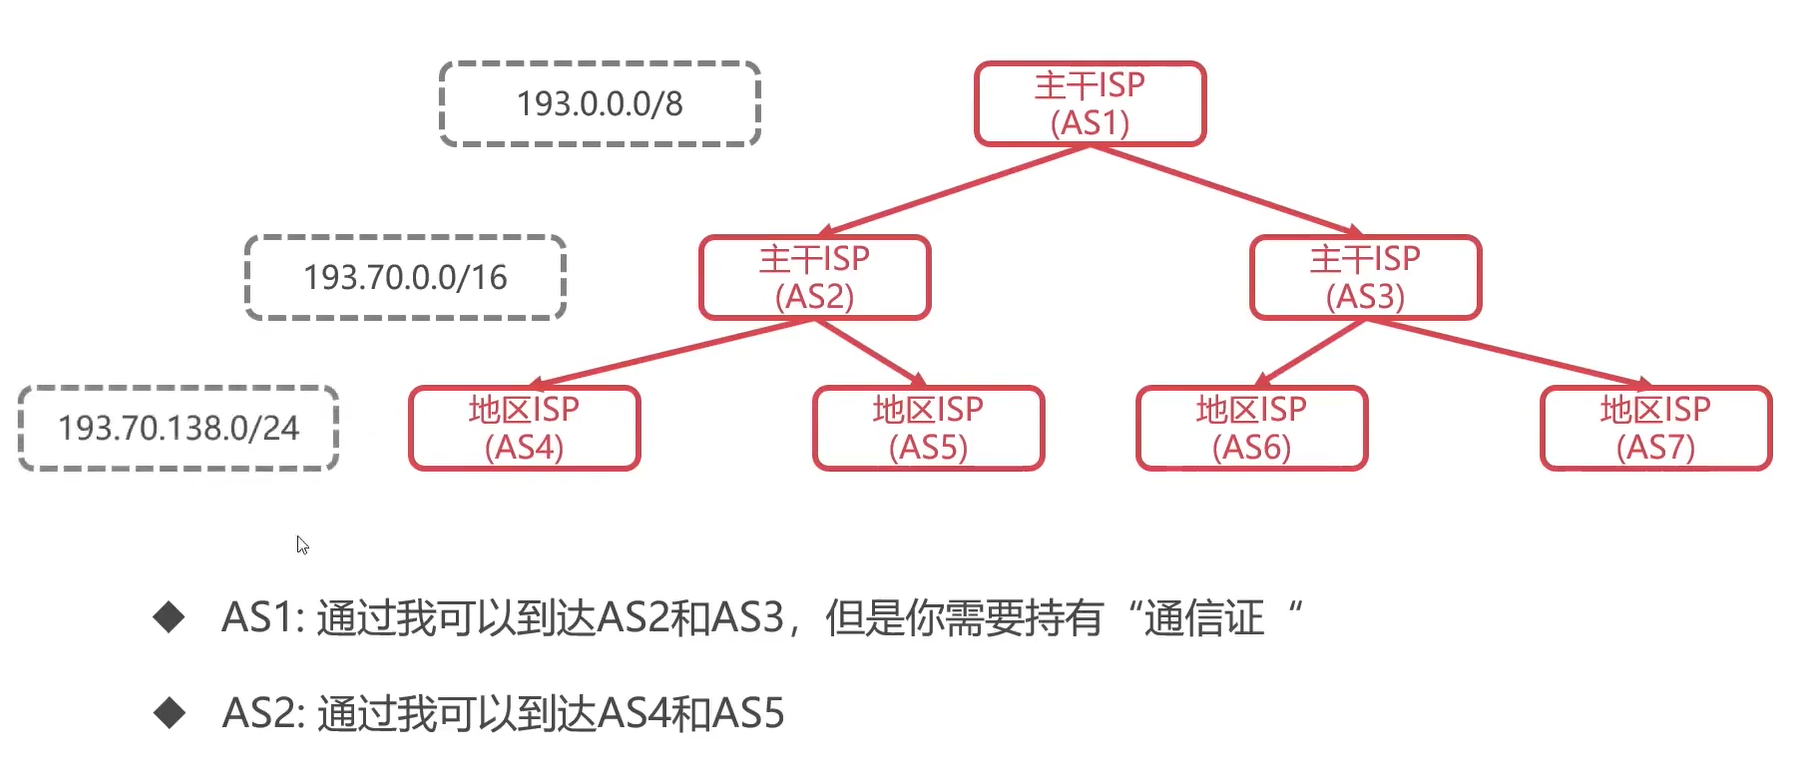 193.0.0.0/8
主干ISP
(AS1)
193.70.0.0/16
主干ISP
(AS2)
主干ISP
(AS3)
193.70.138.0/24
地区ISP
(AS4)
地区ISP
(AS5)
地区ISP
(AS6)
地区ISP
(AS7)
AS1: 通过我可以到达AS2和AS3，但是你需要持有“通信证“
AS2: 通过我可以到达AS4和AS5